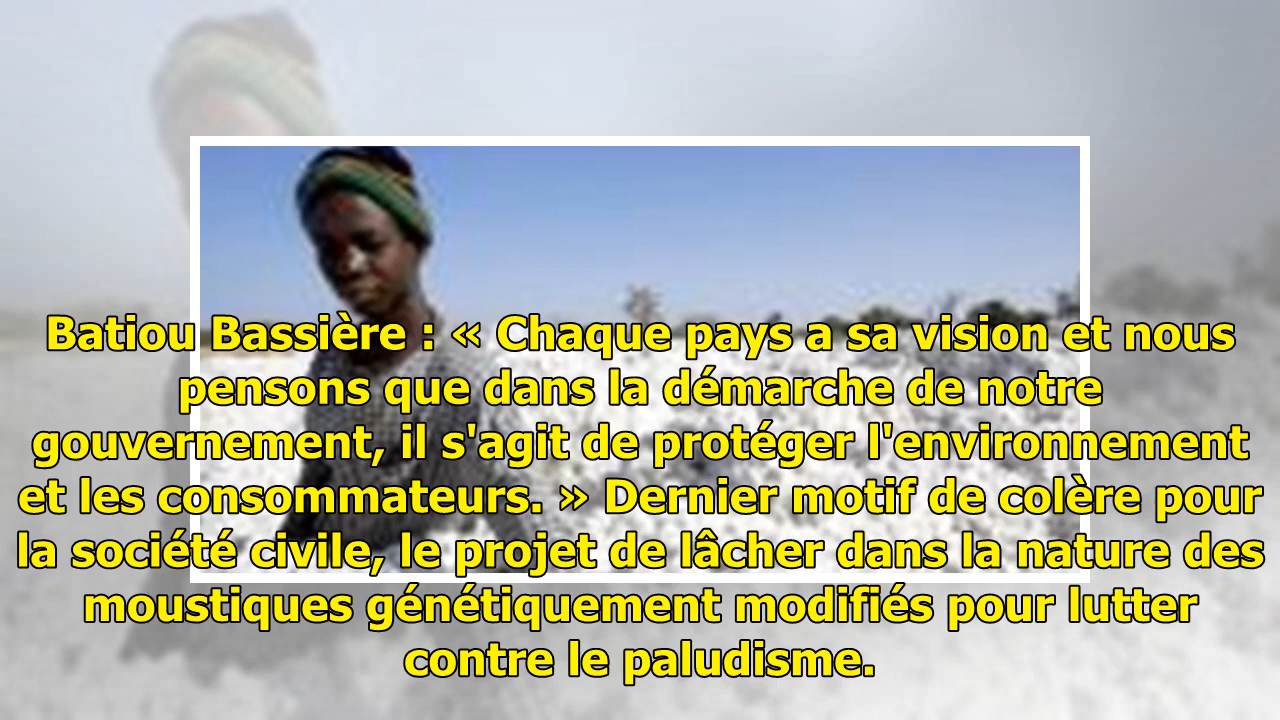 Batiou Bassière : « Chaque pays a sa vision et nous
pensons que dans la démarche de notre
gouvernement, il s'agit de protéger l'environnement
et les consommateurs. » Dernier motif de colère pour
la société civile, le projet de lâcher dans la nature des
moustiques génétiquement modifiés pour lutter
contre le paludisme.